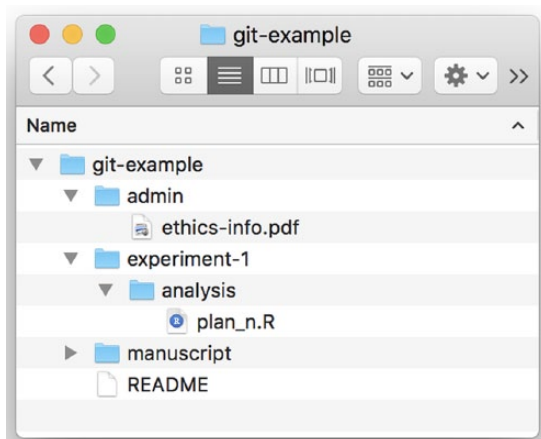 git-example
Name
git-example
admin
ethics-info.pdf
experiment-1
analysis
plan_n.R
manuscript
README